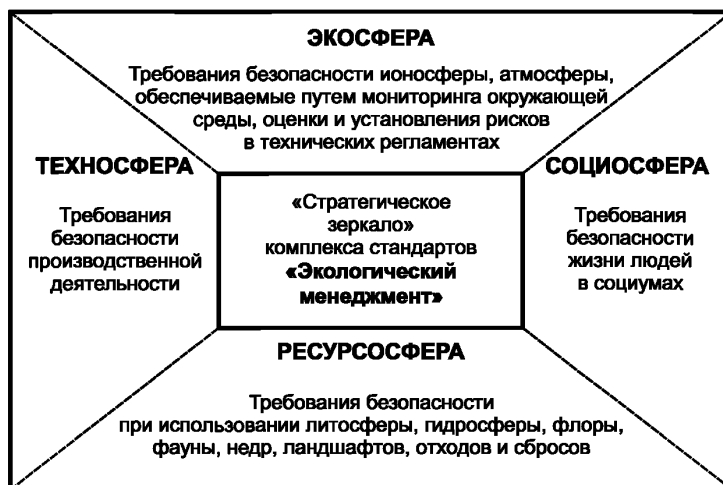 ЭКОСФЕРА
Требования безопасности ионосферы, атмосферы,
обеспечиваемые путем мониторинга окружающей
среды, оценки и установления рисков
в технических регламентах
ТЕХНОСФЕРА
Требования
безопасности
производственной
деятельности
«Стратегическое
зеркало»
комплекса стандартов
«Экологический
менеджмент»
СОЦИОСФЕРА
Требования
безопасности
жизни людей
в социумах
РЕСУРСОСФЕРА
Требования безопасности
при использовании литосферы, гидросферы, флоры,
фауны, недр, ландшафтов, отходов и сбросов